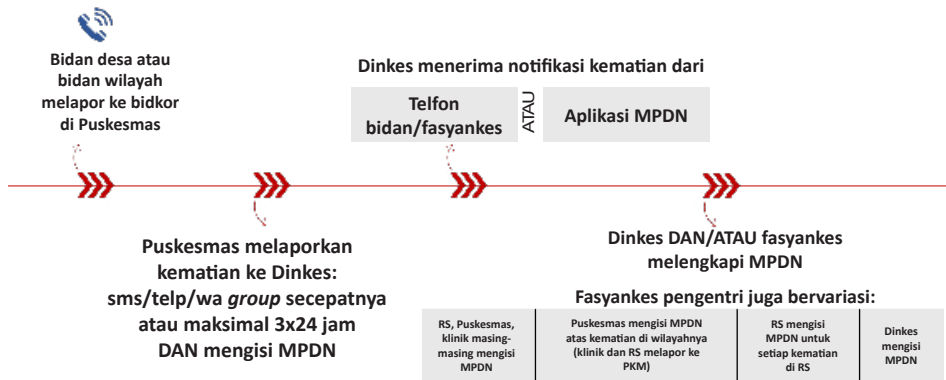 Bidan desa atau
bidan wilayah
melapor ke bidkor
di Puskesmas
Dinkes menerima notifikasi kematian dari
Telfon
bidan/fasyankes
ATAU
Aplikasi MPDN
Puskesmas melaporkan
kematian ke Dinkes:
sms/telp/wa group secepatnya
atau maksimal 3x24 jam
DAN mengisi MPDN
Dinkes DAN/ATAU fasyankes
melengkapi MPDN
Fasyankes pengentri juga bervariasi:
RS, Puskesmas,
klinik masing-
masing mengisi
MPDN
Puskesmas mengisi MPDN
atas kematian di wilayahnya
(klinik dan RS melapor ke
PKM)
RS mengisi
MPDN untuk
setiap kematian
di RS
Dinkes
mengisi
MPDN